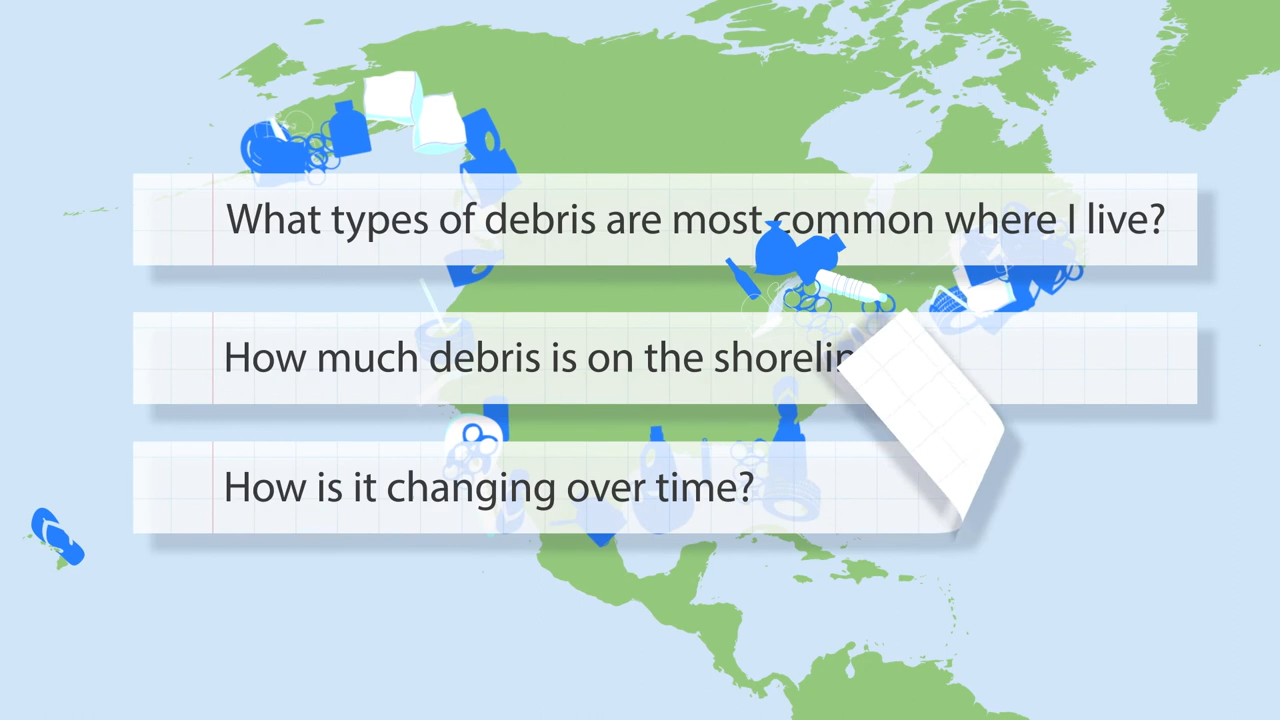 What types of debris are most common where I live?
How much debris is on the
How is it changing over time?